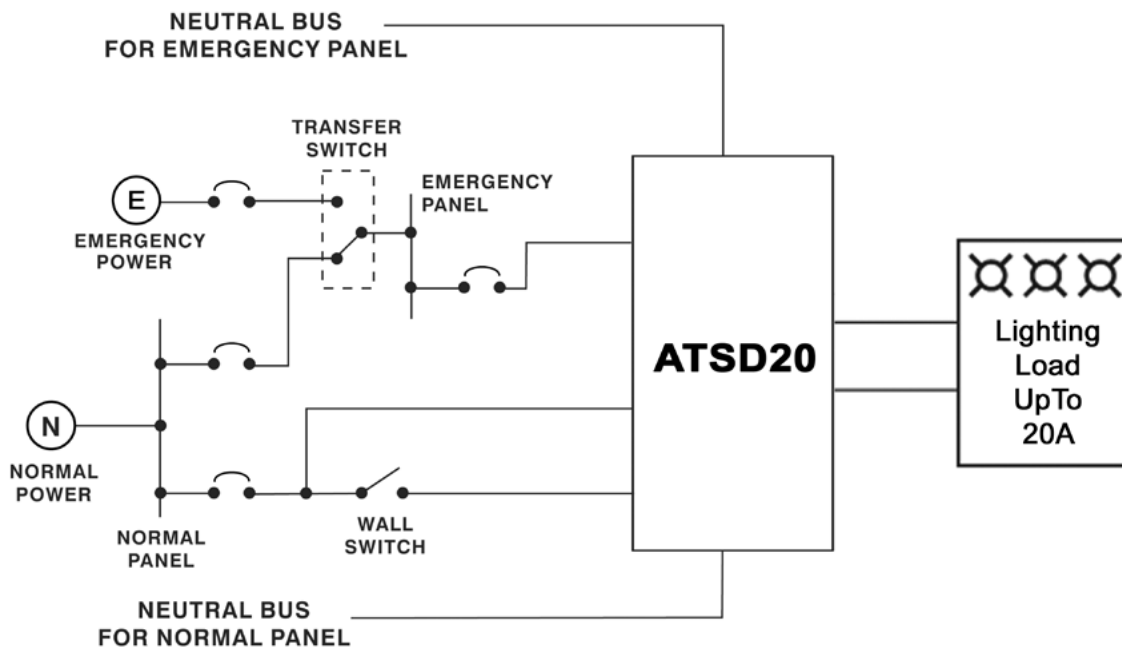 NEUTRAL BUS
FOR EMERGENCY PANEL
TRANSFER
SWITCH
E
EMERGENCY
POWER
EMERGENCY
PANEL
ATSD20
Lighting
Load
UpTo
20A
N
NORMAL
POWER
NORMAL
PANEL
WALL
SWITCH
NEUTRAL BUS
FOR NORMAL PANEL